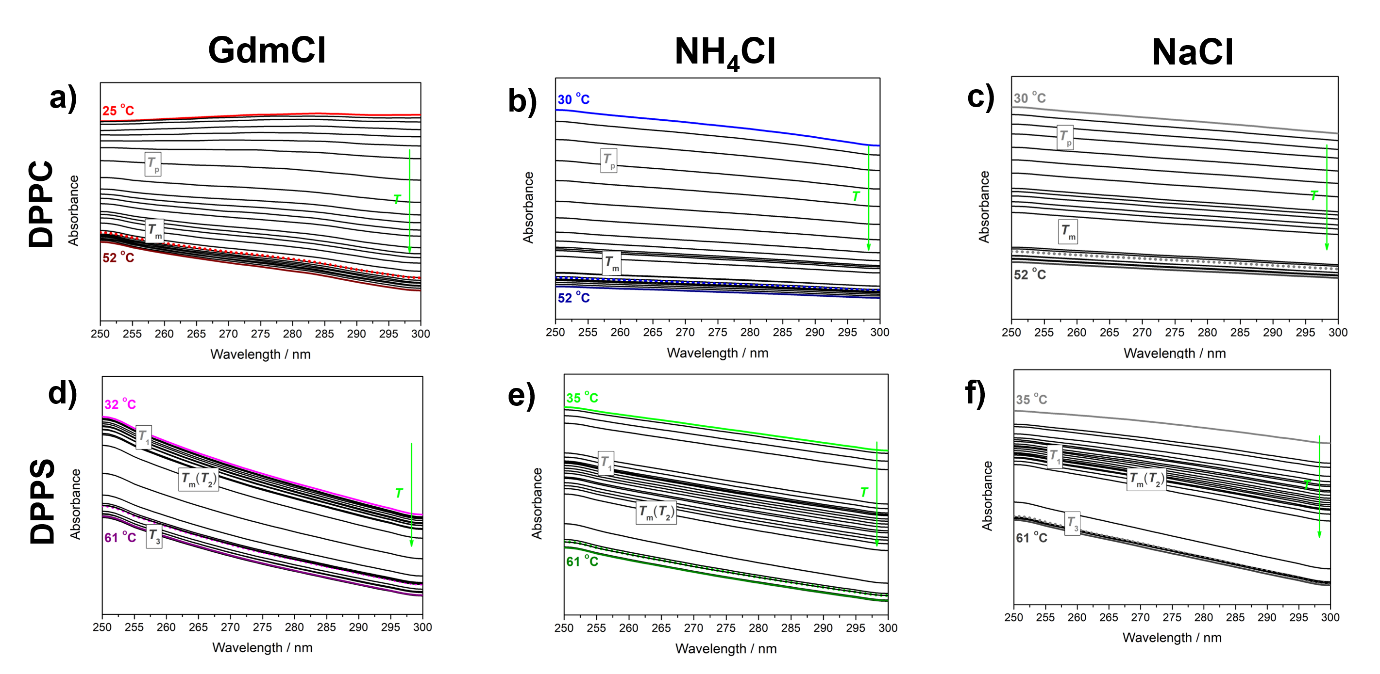 GdmCl
NH4Cl
NaCl
DPPC
a)
25 °C
Tp
T
Tm
52 °C
Absorbance
250 255 260 265 270 275 280 285 290 295 300
Wavelength / nm
b)
30 °C
Tp
T
Tm
52 °C
Absorbance
250 255 260 265 270 275 280 285 290 295 300
Wavelength / nm
c)
30 °C
Tp
T
Tm
52 °C
Absorbance
250 255 260 265 270 275 280 285 290 295 300
Wavelength / nm
DPPS
d)
32 °C
T1
Tm(T2)
T
T3
61 °C
Absorbance
250 255 260 265 270 275 280 285 290 295 300
Wavelength / nm
e)
35 °C
T1
T
Tm(T2)
61 °C
Absorbance
250 255 260 265 270 275 280 285 290 295 300
Wavelength / nm
f)
35 °C
T1
Tm(T2)
T
T3
61 °C
Absorbance
250 255 260 265 270 275 280 285 290 295 300
Wavelength / nm